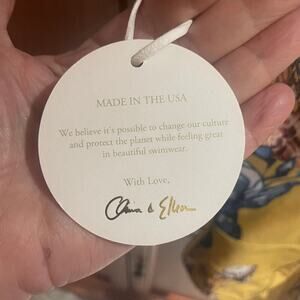 MADE IN THE USA
We believe it's possible to change our culture
and protect the planet while feeling great
in beautiful swimwear.
With Love,